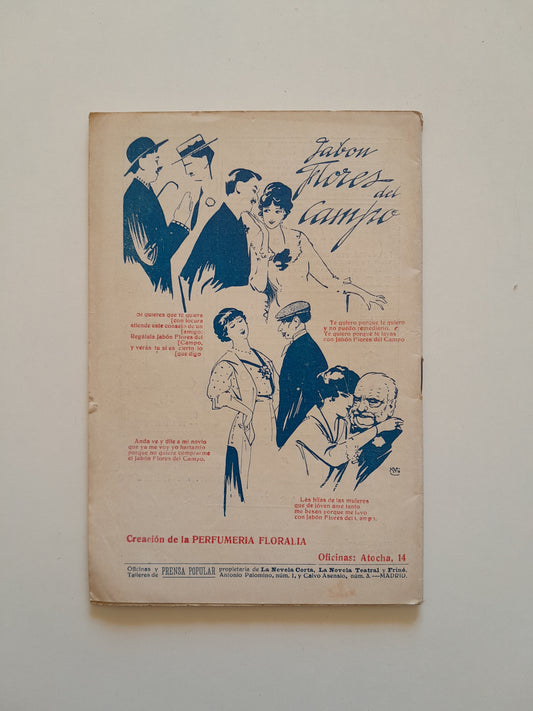 Jabon
Flores
del
Campo
Si quieres que te quiera
[con locura
atiende este consejo de un
[amigo:
Regálala Jabón Flores del
[Campo,
y verás tu si es cierto lo
[que digo
Te quiero porque te quiero
y no puedo remediarlo.
Te quiero porque te lavas
con Jabón Flores del Campo
Anda ve y dile a mi novio
que ya me voy yo hartando
porque no quiere comprarme
el Jabón Flores del Campo.
Las hijas de las mujeres
que de jóven amé tanto
me besan porque me lavo
con Jabón Flores del
Creación de la PERFUMERIA FLORALIA
Oficinas: Atocha, 14
Oficinas y
Talleres de
PRENSA POPULAR
propietaria de La Novela Corta, La Novela Teatral y Friné.
Antonio Palomino, núm. 1, y Calvo Asensio, núm. 3.—MADRID.